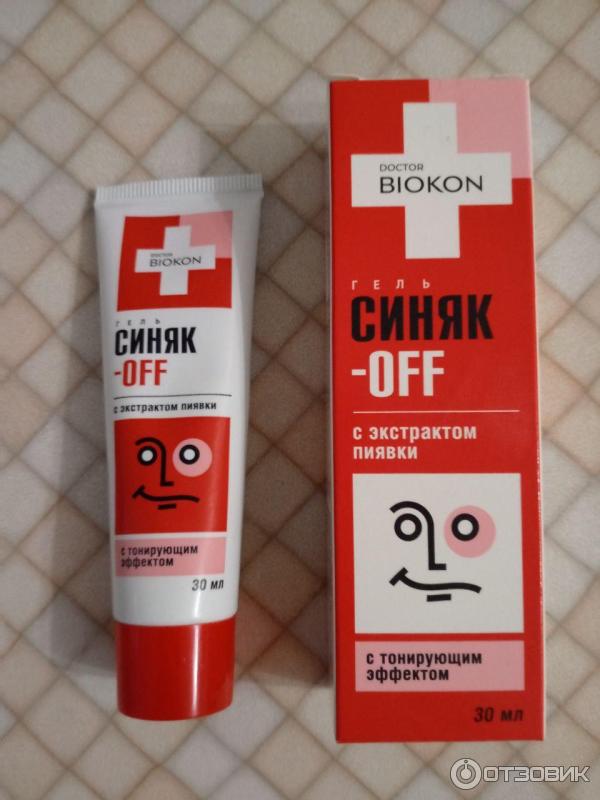 DOCTOR
BIOKON
ГЕЛЬ
СИНЯК
-OFF
с экстрактом пиявки
с тонирующим
эффектом
30 мл
DOCTOR
BIOKON
ГЕЛЬ
СИНЯК
-OFF
с экстрактом
пиявки
с тонирующим
эффектом
30 мл
ОТЗОВИК